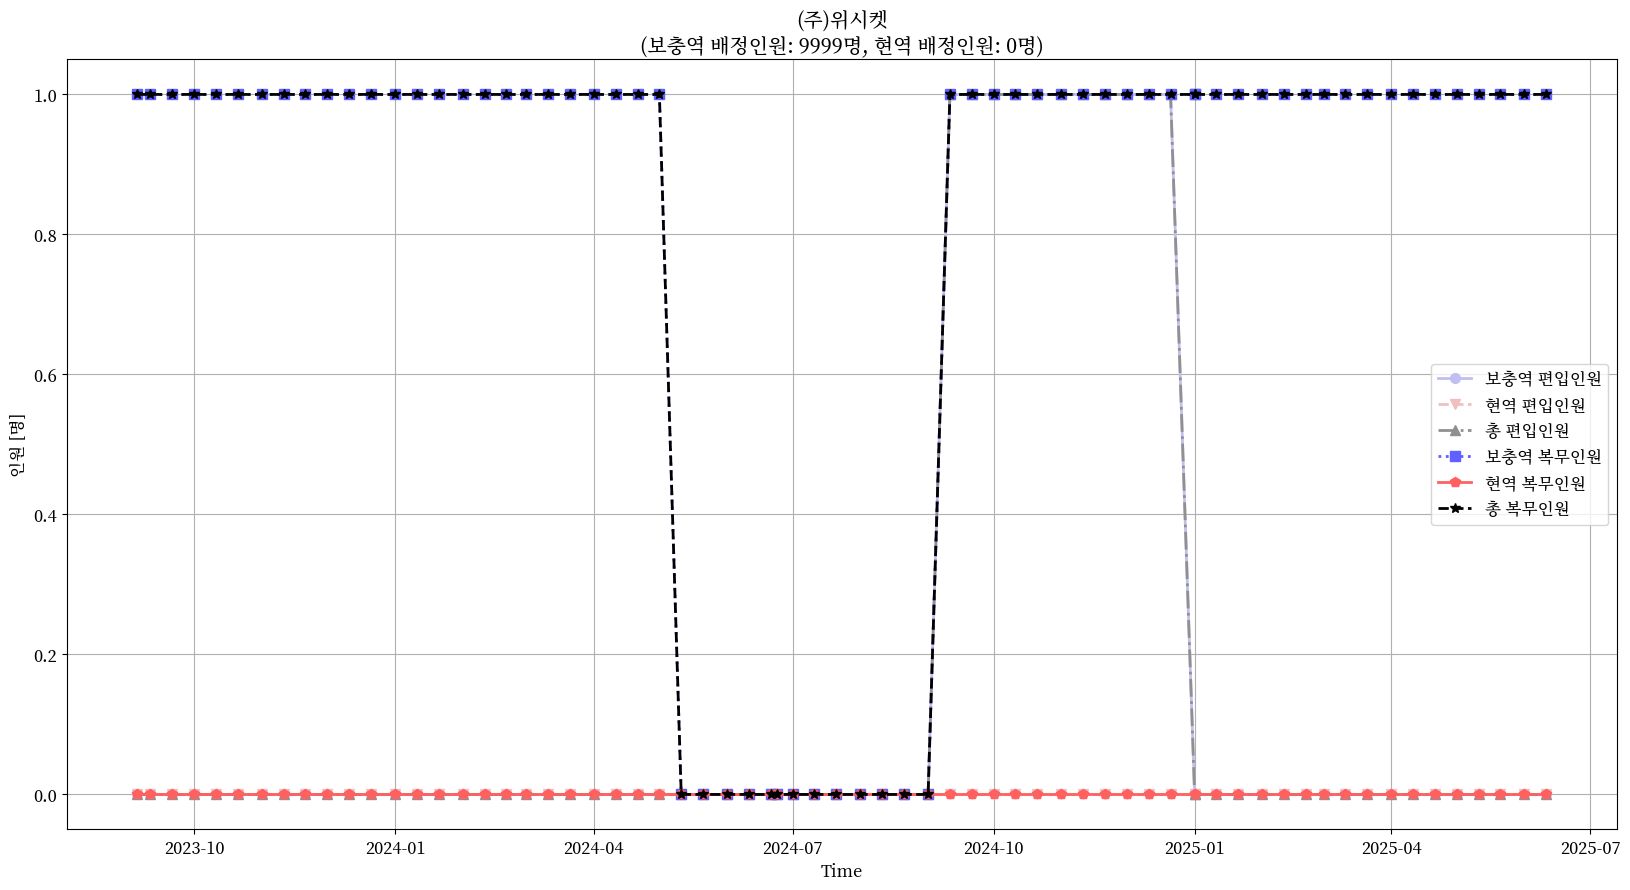 (주)위시켓
(보충역 배정인원: 9999명, 현역 배정인원: 0명)
인원 [명]
1.0
0.8
0.6
0.4
0.2
0.0
보충역 편입인원
현역 편입인원
총 편입인원
보충역 복무인원
현역 복무인원
총 복무인원
2023-10
2024-01
2024-04
2024-07
2024-10
2025-01
2025-04
2025-07
Time